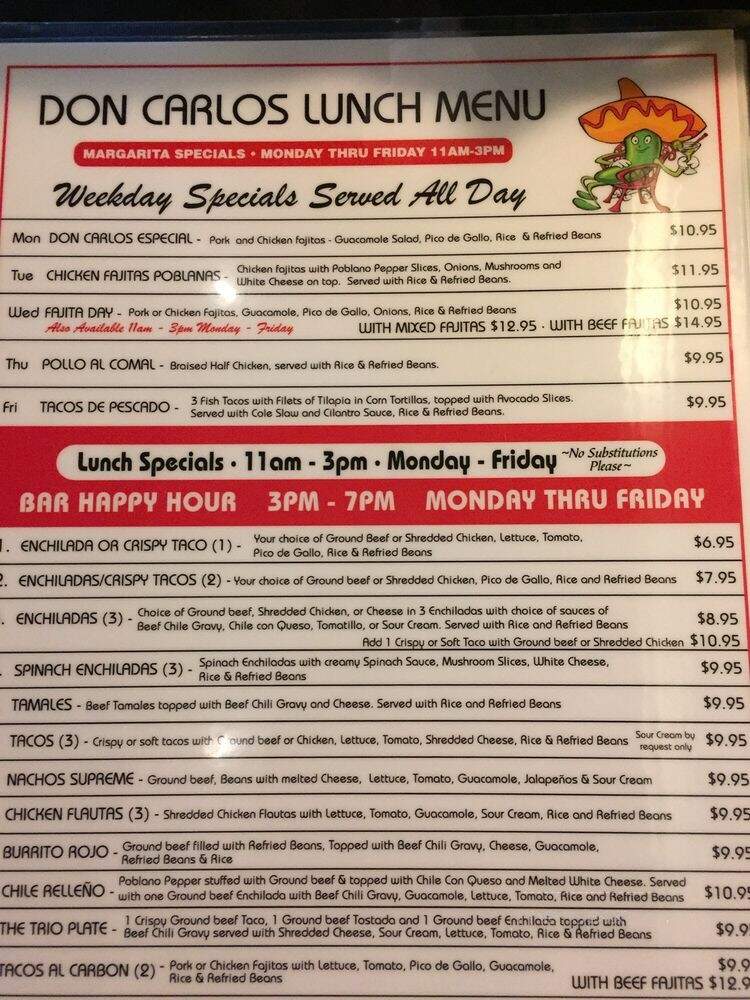 DON CARLOS LUNCH MENU
MARGARITA SPECIALS • MONDAY THRU FRIDAY 11AM-3PM
Weekday Specials Served All Day
Mon DON CARLOS ESPECIAL - Pork and Chicken fajitas - Guacamole Salad, Pico de Gallo, Rice & Refried Beans $10.95
Tue CHICKEN FAJITAS POBLANAS - Chicken fajitas with Poblano Pepper Slices, Onions, Mushrooms and
White Cheese on top. Served with Rice & Refried Beans. $11.95
Wed FAJITA DAY - Pork or Chicken Fajitas, Guacamole, Pico de Gallo, Onions, Rice & Refried Beans $10.95
Also Available 11am - 3pm Monday - Friday WITH MIXED FAJITAS $12.95 • WITH BEEF FAJITAS $14.95
Thu POLLO AL COMAL - Braised Half Chicken, served with Rice & Refried Beans. $9.95
Fri TACOS DE PESCADO - 3 Fish Tacos with Filets of Tilapia in Corn Tortillas, topped with Avocado Slices.
Served with Cole Slaw and Cilantro Sauce, Rice & Refried Beans. $9.95
Lunch Specials • 11am - 3pm • Monday - Friday ~No Substitutions
Please~
BAR HAPPY HOUR 3PM - 7PM MONDAY THRU FRIDAY
1. ENCHILADA OR CRISPY TACO (1) - Your choice of Ground Beef or Shredded Chicken, Lettuce, Tomato,
Pico de Gallo, Rice & Refried Beans $6.95
2. ENCHILADAS/CRISPY TACOS (2) - Your choice of Ground beef or Shredded Chicken, Pico de Gallo, Rice and Refried Beans $7.95
. ENCHILADAS (3) - Choice of Ground beef, Shredded Chicken, or Cheese in 3 Enchiladas with choice of sauces of
Beef Chile Gravy, Chile con Queso, Tomatillo, or Sour Cream. Served with Rice and Refried Beans $8.95
Add 1 Crispy or Soft Taco with Ground beef or Shredded Chicken $10.95
. SPINACH ENCHILADAS (3) - Spinach Enchiladas with creamy Spinach Sauce, Mushroom Slices, White Cheese,
Rice & Refried Beans $9.95
TAMALES - Beef Tamales topped with Beef Chili Gravy and Cheese. Served with Rice and Refried Beans $9.95
TACOS (3) - Crispy or soft tacos with Ground beef or Chicken, Lettuce, Tomato, Shredded Cheese, Rice & Refried Beans Sour Cream by
request only $9.95
NACHOS SUPREME - Ground beef, Beans with melted Cheese, Lettuce, Tomato, Guacamole, Jalapeños & Sour Cream $9.95
CHICKEN FLAUTAS (3) - Shredded Chicken Flautas with Lettuce, Tomato, Guacamole, Sour Cream, Rice and Refried Beans $9.95
BURRITO ROJO - Ground beef filled with Refried Beans, Topped with Beef Chili Gravy, Cheese, Guacamole,
Refried Beans & Rice $9.95
CHILE RELLEÑO - Poblano Pepper stuffed with Ground beef & topped with Chile Con Queso and Melted White Cheese. Served
with one Ground beef Enchilada with Beef Chili Gravy, Guacamole, Lettuce, Tomato, Rice and Refried Beans $10.9
THE TRIO PLATE - 1 Crispy Ground beef Taco, 1 Ground beef Tostada and 1 Ground beef Enchilada topped with
Beef Chili Gravy served with Shredded Cheese, Sour Cream, Lettuce, Tomato, Rice & Refried Beans $9.9
TACOS AL CARBON (2) - Pork or Chicken Fajitas with Lettuce, Tomato, Pico de Gallo, Guacamole,
Rice & Refried Beans $9.9
WITH BEEF FAJITAS $12.9